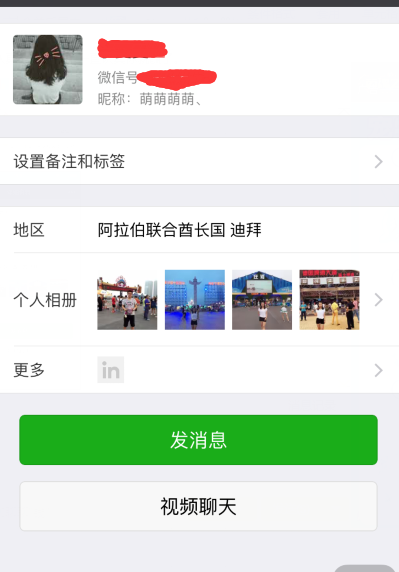 微信号
昵称：萌萌萌萌、
设置备注和标签
地区 阿拉伯联合酋长国 迪拜
个人相册
更多 in
发消息
视频聊天